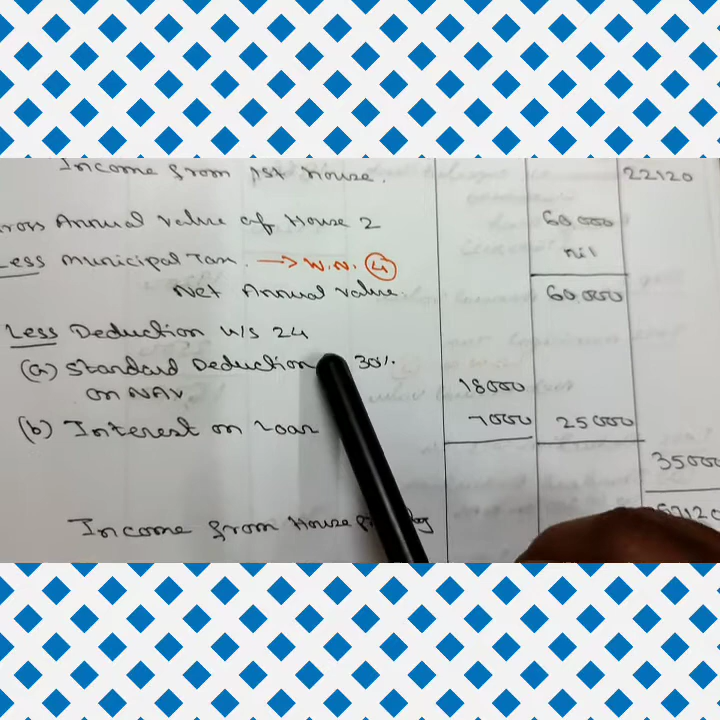 Income from 1st House. 22120
ross Annual value of House 2 60,000
Less Municipal Tax. → W.N. 4 nil
Net Annual value. 60,000
Less Deduction u/s 24
(a) Standard Deduction 30%.
on NAV 18000
(b) Interest on loan 7000 25000
35000
Income from House 5712